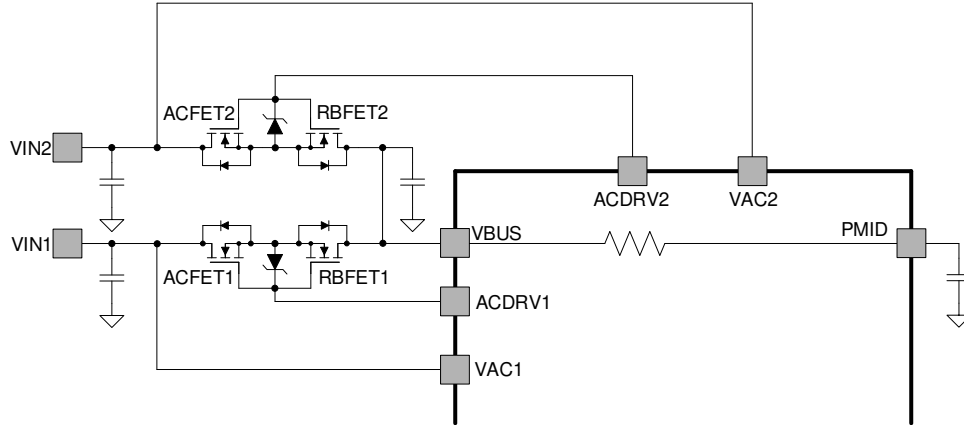 ACFET2
RBFET2
VIN2
ACDRV2
VAC2
VIN1
VBUS
PMID
ACFET1
RBFET1
ACDRV1
VAC1